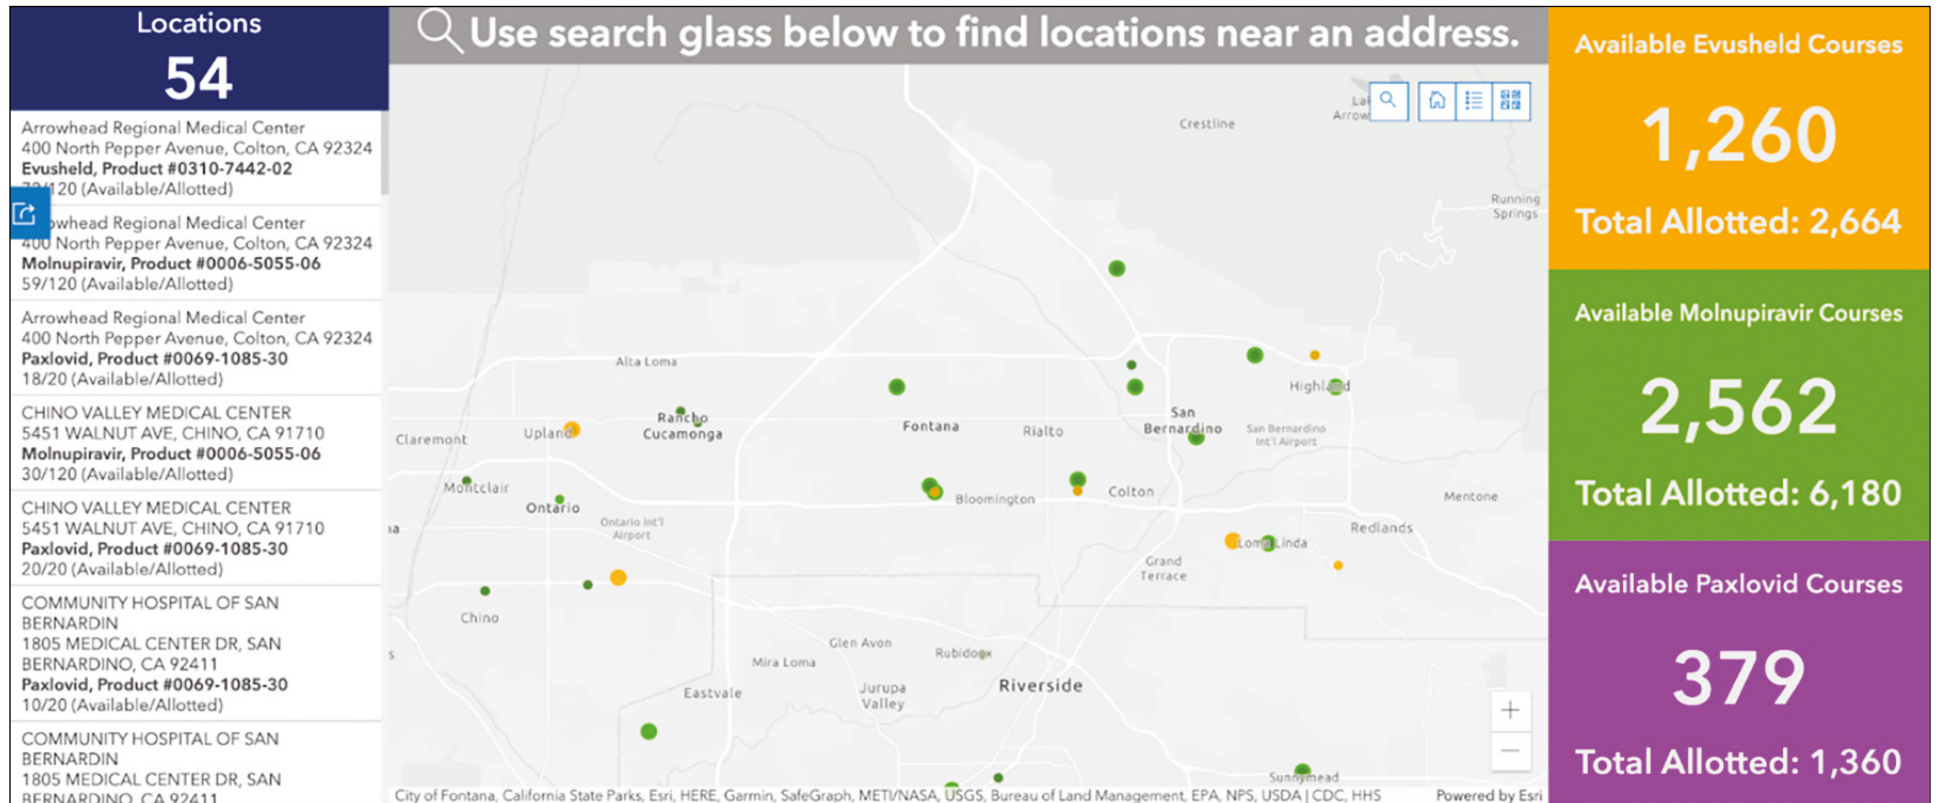 Locations
54
Arrowhead Regional Medical Center
400 North Pepper Avenue, Colton, CA 92324
Evusheld, Product #0310-7442-02
/120 (Available/Allotted)
owhead Regional Medical Center
400 North Pepper Avenue, Colton, CA 92324
Molnupiravir, Product #0006-5055-06
59/120 (Available/Allotted)
Arrowhead Regional Medical Center
400 North Pepper Avenue, Colton, CA 92324
Paxlovid, Product #0069-1085-30
18/20 (Available/Allotted)
CHINO VALLEY MEDICAL CENTER
5451 WALNUT AVE, CHINO, CA 91710
Molnupiravir, Product #0006-5055-06
30/120 (Available/Allotted)
CHINO VALLEY MEDICAL CENTER
5451 WALNUT AVE, CHINO, CA 91710
Paxlovid, Product #0069-1085-30
20/20 (Available/Allotted)
COMMUNITY HOSPITAL OF SAN
BERNARDIN
1805 MEDICAL CENTER DR, SAN
BERNARDINO, CA 92411
Paxlovid, Product #0069-1085-30
10/20 (Available/Allotted)
COMMUNITY HOSPITAL OF SAN
BERNARDIN
1805 MEDICAL CENTER DR, SAN
BERNARDINO, CA 92411
Use search glass below to find locations near an address.
Crestline
Arrow
Running
Springs
Alta Loma
Highland
Claremont
Upland
Rancho
Cucamonga
Fontana
Rialto
San
Bernardino
San Bernardino
Int'l Airport
Montclair
Ontario
Ontario Int'l
Airport
Bloomington
Colton
Mentone
Redlands
Loma Linda
Grand
Terrace
Chino
Glen Avon
Mira Loma
Rubidoux
Eastvale
Jurupa
Valley
Riverside
Sunnymead
City of Fontana, California State Parks, Esri, HERE, Garmin, SafeGraph, METI/NASA, USGS, Bureau of Land Management, EPA, NPS, USDA | CDC, HHS
Powered by Esri
Available Evusheld Courses
1,260
Total Allotted: 2,664
Available Molnupiravir Courses
2,562
Total Allotted: 6,180
Available Paxlovid Courses
379
Total Allotted: 1,360